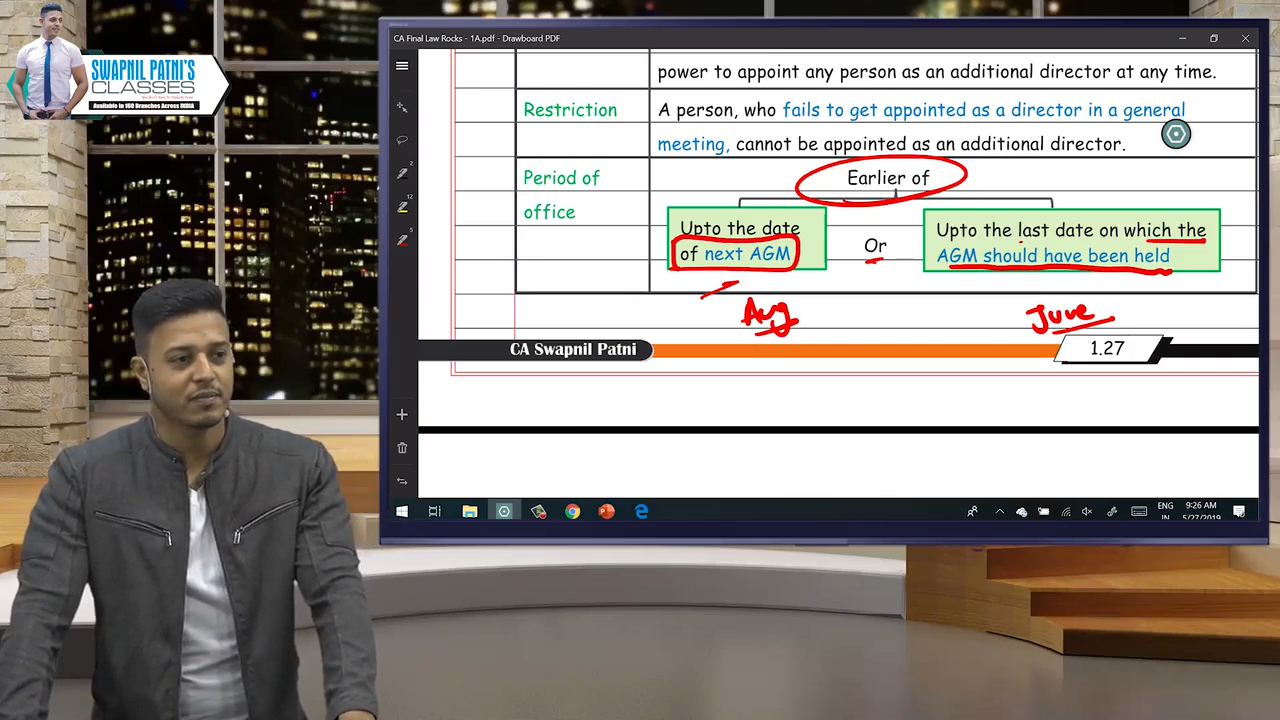 SWAPNIL PATNI'S
CLASSES
Available in 160 Branches Across INDIA
CA Final Law Rocks - 1A.pdf - Drawboard PDF
power to appoint any person as an additional director at any time.
Restriction
A person, who fails to get appointed as a director in a general
meeting, cannot be appointed as an additional director.
Period of
office
Earlier of
Upto the date
of next AGM
Or
Upto the last date on which the
AGM should have been held
Aug
June
CA Swapnil Patni
1.27
2
12
5
ENG
IN
9:26 AM
5/27/2019